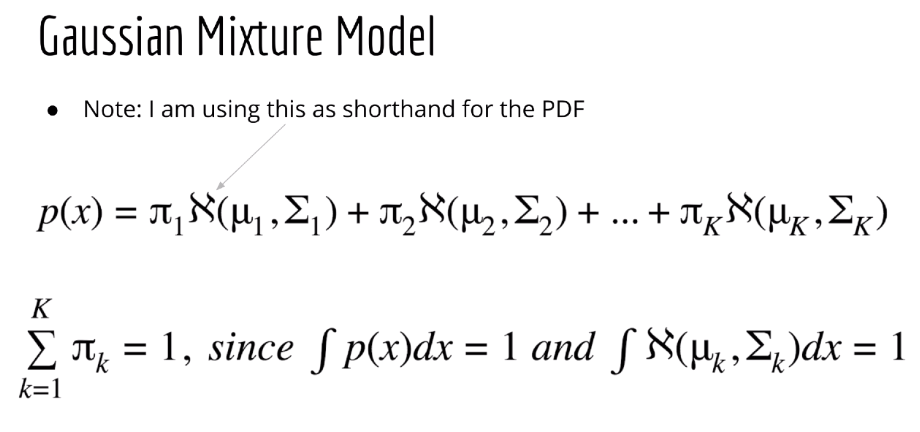 Gaussian Mixture Model
● Note: I am using this as shorthand for the PDF
p(x) = π₁ℵ(μ₁,Σ₁) + π₂ℵ(μ₂,Σ₂) + ... + π_Kℵ(μ_K,Σ_K)
∑_{k=1}^{K} π_k = 1, since ∫ p(x)dx = 1 and ∫ ℵ(μ_k,Σ_k)dx = 1